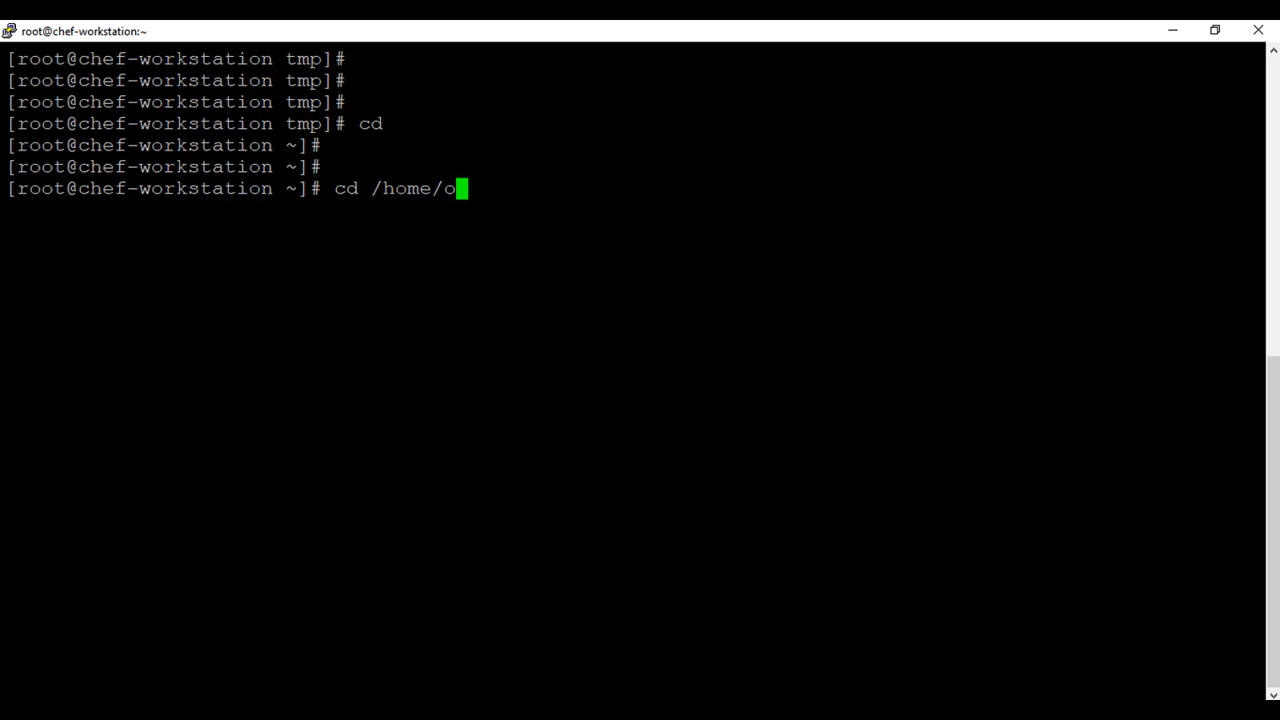 root@chef-workstation:~
[root@chef-workstation tmp]#
[root@chef-workstation tmp]#
[root@chef-workstation tmp]#
[root@chef-workstation tmp]# cd
[root@chef-workstation ~]#
[root@chef-workstation ~]#
[root@chef-workstation ~]# cd /home/o